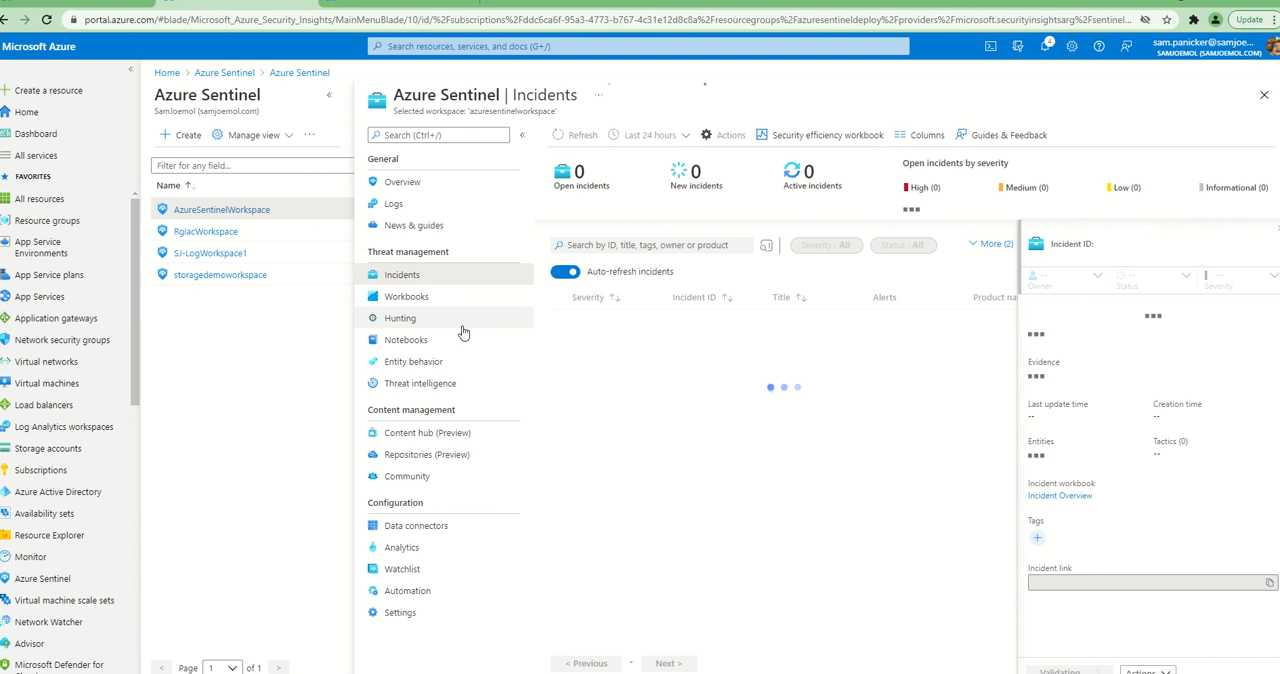 portal.azure.com/#blade/Microsoft_Azure_Security_Insights/MainMenuBlade/10/id/%2Fsubscriptions%2Fddc6ca6f-95a3-4773-b767-4c31e12d8c8a%2Fresourcegroups%2Fazuresentineldeploy%2Fproviders%2Fmicrosoft.securityinsightsarg%2Fsentinel...
Update
Microsoft Azure
Search resources, services, and docs (G+/)
4
sam.panicker@samjoe...
SAMJOEMOL (SAMJOEMOL.COM)
«
Create a resource
Home
Dashboard
All services
FAVORITES
All resources
Resource groups
App Service
Environments
App Service plans
App Services
Application gateways
Network security groups
Virtual networks
Virtual machines
Load balancers
Log Analytics workspaces
Storage accounts
Subscriptions
Azure Active Directory
Availability sets
Resource Explorer
Monitor
Azure Sentinel
Virtual machine scale sets
Network Watcher
Advisor
Microsoft Defender for
Home > Azure Sentinel > Azure Sentinel
Azure Sentinel
«
SamJoemol (samjoemol.com)
Create
Manage view
...
Filter for any field...
Name
AzureSentinelWorkspace
RgiacWorkspace
SJ-LogWorkspace1
storagedemoworkspace
< Page 1 of 1 >
Azure Sentinel | Incidents
...
Selected workspace: 'azuresentinelworkspace'
Search (Ctrl+/)
«
General
Overview
Logs
News & guides
Threat management
Incidents
Workbooks
Hunting
Notebooks
Entity behavior
Threat intelligence
Content management
Content hub (Preview)
Repositories (Preview)
Community
Configuration
Data connectors
Analytics
Watchlist
Automation
Settings
Refresh
Last 24 hours
Actions
Security efficiency workbook
Columns
Guides & Feedback
0
Open incidents
0
New incidents
0
Active incidents
Open incidents by severity
High (0)
Medium (0)
Low (0)
Informational (0)
Search by ID, title, tags, owner or product
Severity : All
Status : All
More (2)
Auto-refresh incidents
Severity
Incident ID
Title
Alerts
Product na
< Previous
-
Next >
Incident ID:
--
Owner
--
Status
--
Severity
Evidence
Last update time
--
Creation time
--
Entities
Tactics (0)
--
Incident workbook
Incident Overview
Tags
+
Incident link
Validating
Actions